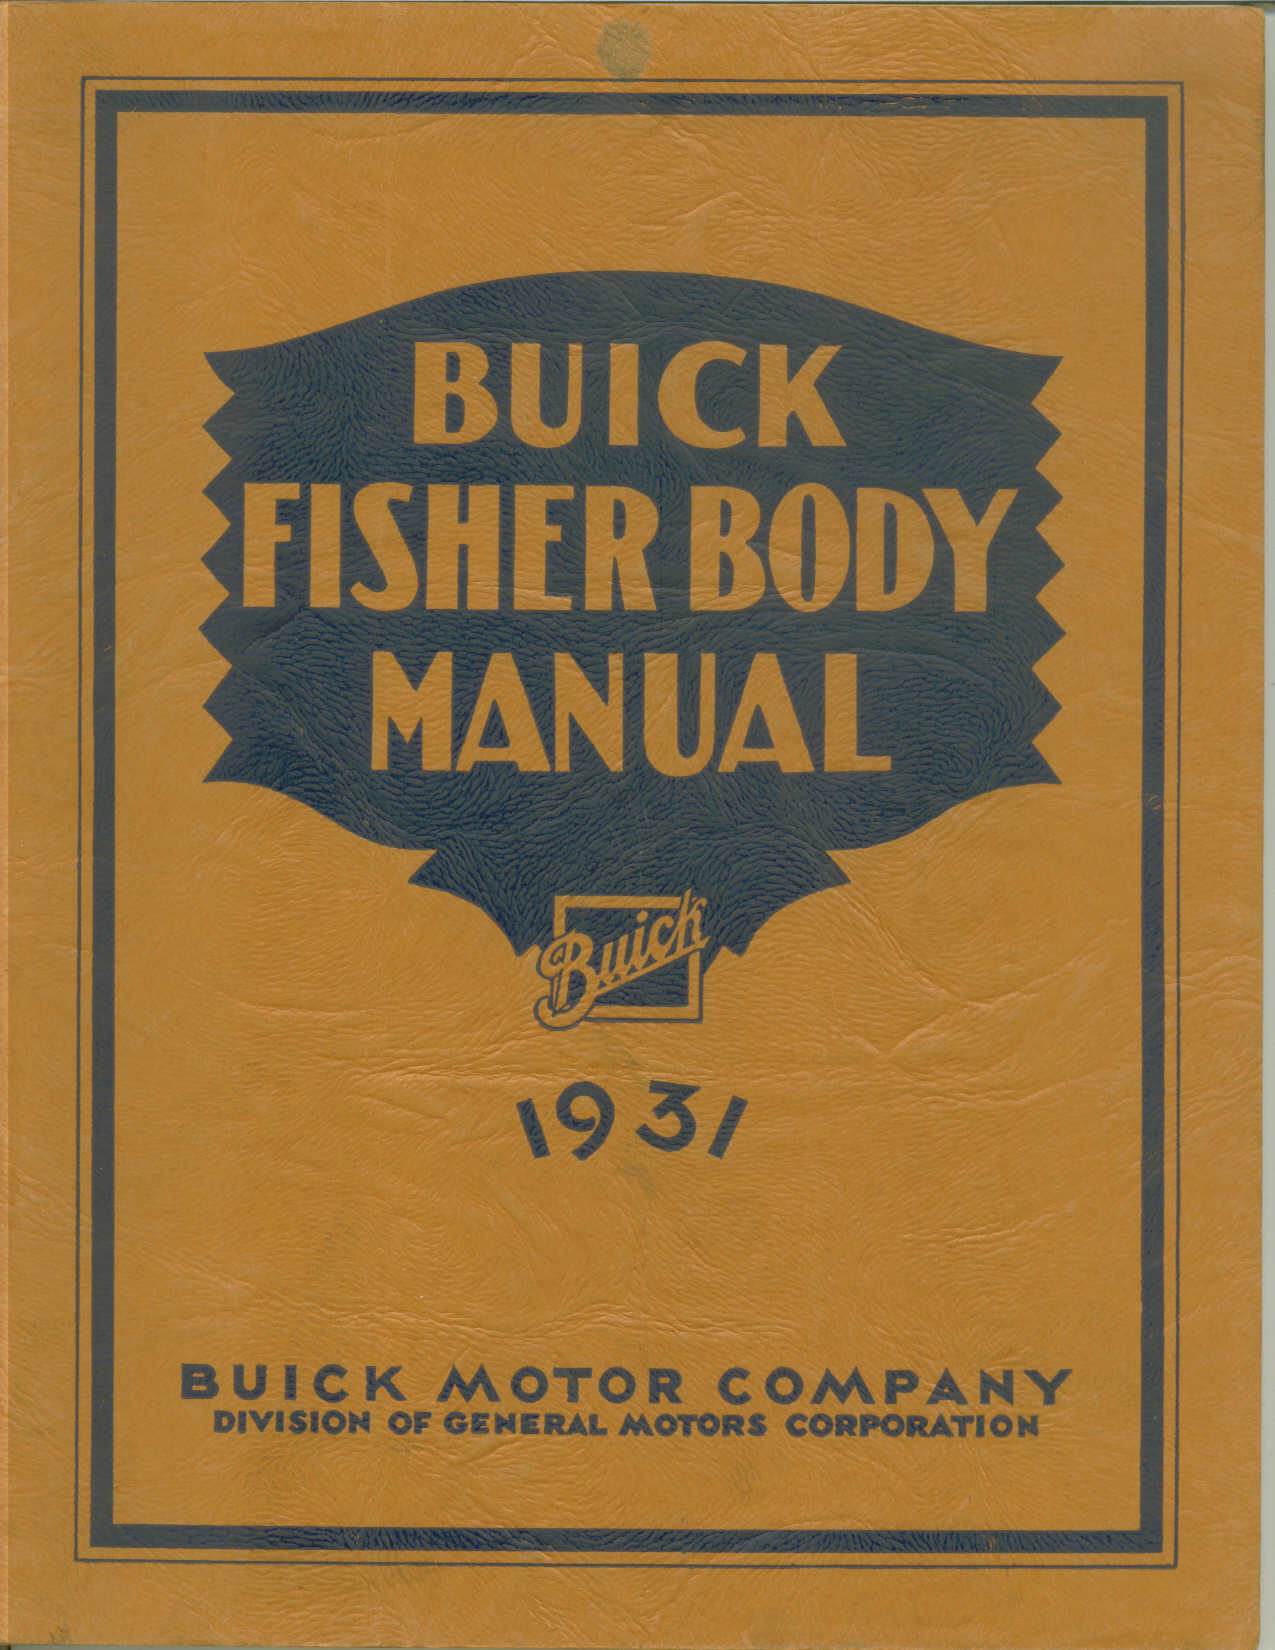 BUICK
FISHER BODY
MANUAL
Buick
1931
BUICK MOTOR COMPANY
DIVISION OF GENERAL MOTORS CORPORATION